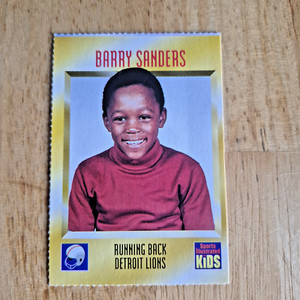 BARRY SANDERS
RUNNING BACK
DETROIT LIONS
Sports
Illustrated
KIDS